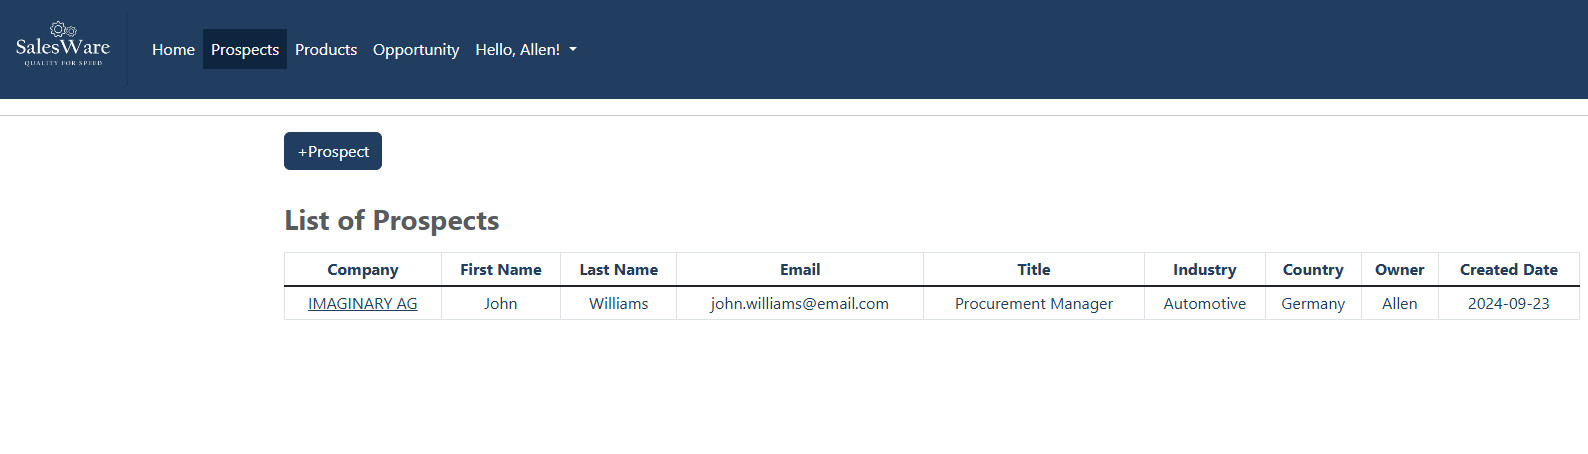 SalesWare
QUALITY FOR SPEED
Home Prospects Products Opportunity Hello, Allen!
+Prospect
List of Prospects
Company First Name Last Name Email Title Industry Country Owner Created Date
IMAGINARY AG John Williams john.williams@email.com Procurement Manager Automotive Germany Allen 2024-09-23